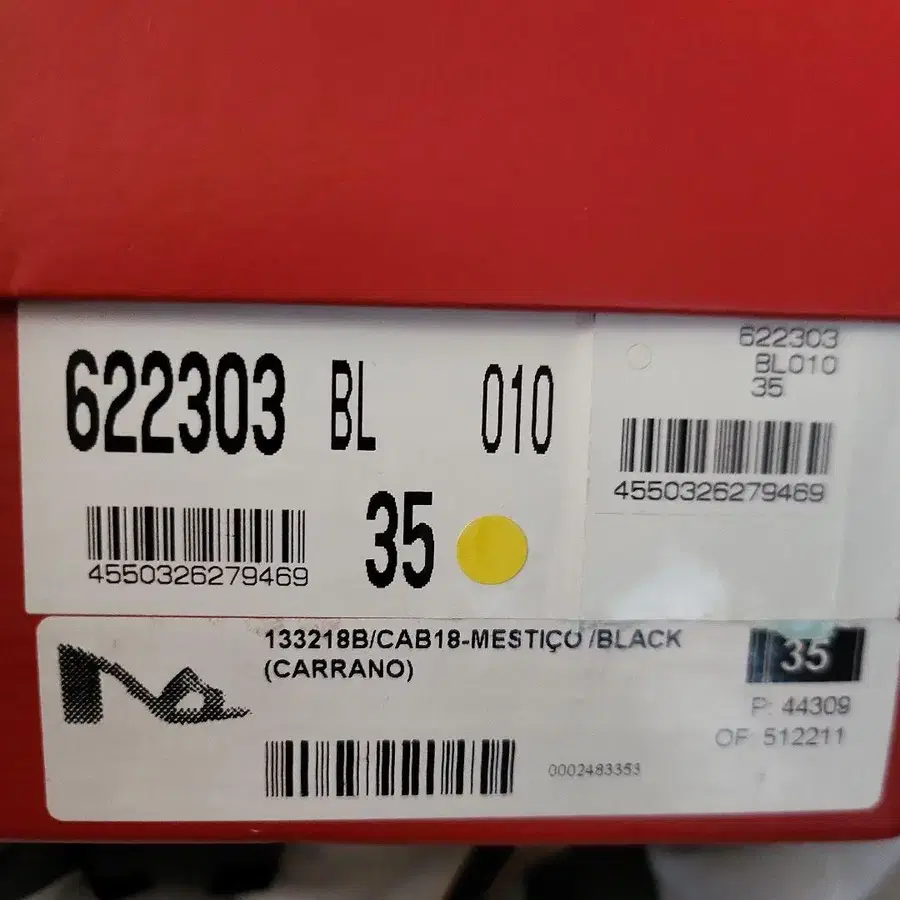 622303 BL 010
35
4550326279469
622303
BL010
35
4550326279469
133218B/CAB18-MESTIÇO /BLACK
(CARRANO)
35
P: 44309
OF: 512211
0002483353